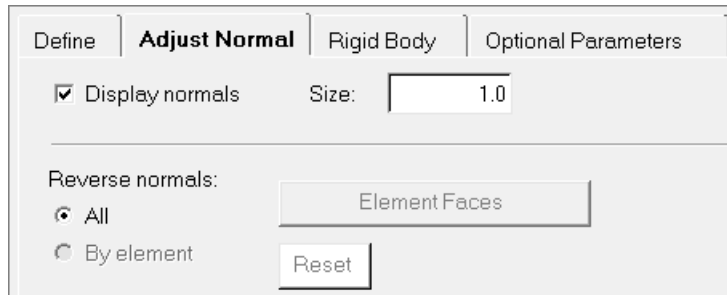 Define Adjust Normal Rigid Body Optional Parameters
Display normals Size: 1.0
Reverse normals:
Element Faces
All
By element
Reset